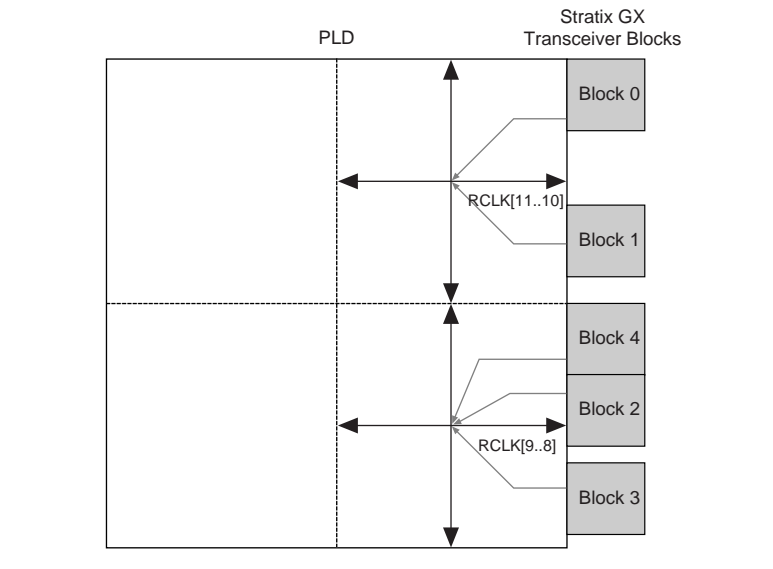 Stratix GX
PLD
Transceiver Blocks
Block 0
RCLK[11..10]
Block 1
Block 4
Block 2
RCLK[9..8]
Block 3